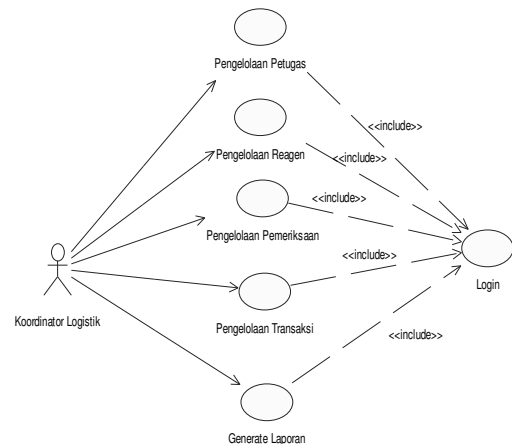 Pengelolaan Petugas
<<include>>
Pengelolaan Reagen
<<include>>
<<include>>
Pengelolaan Pemeriksaan
<<include>>
Login
Koordinator Logistik
Pengelolaan Transaksi
<<include>>
Generate Laporan